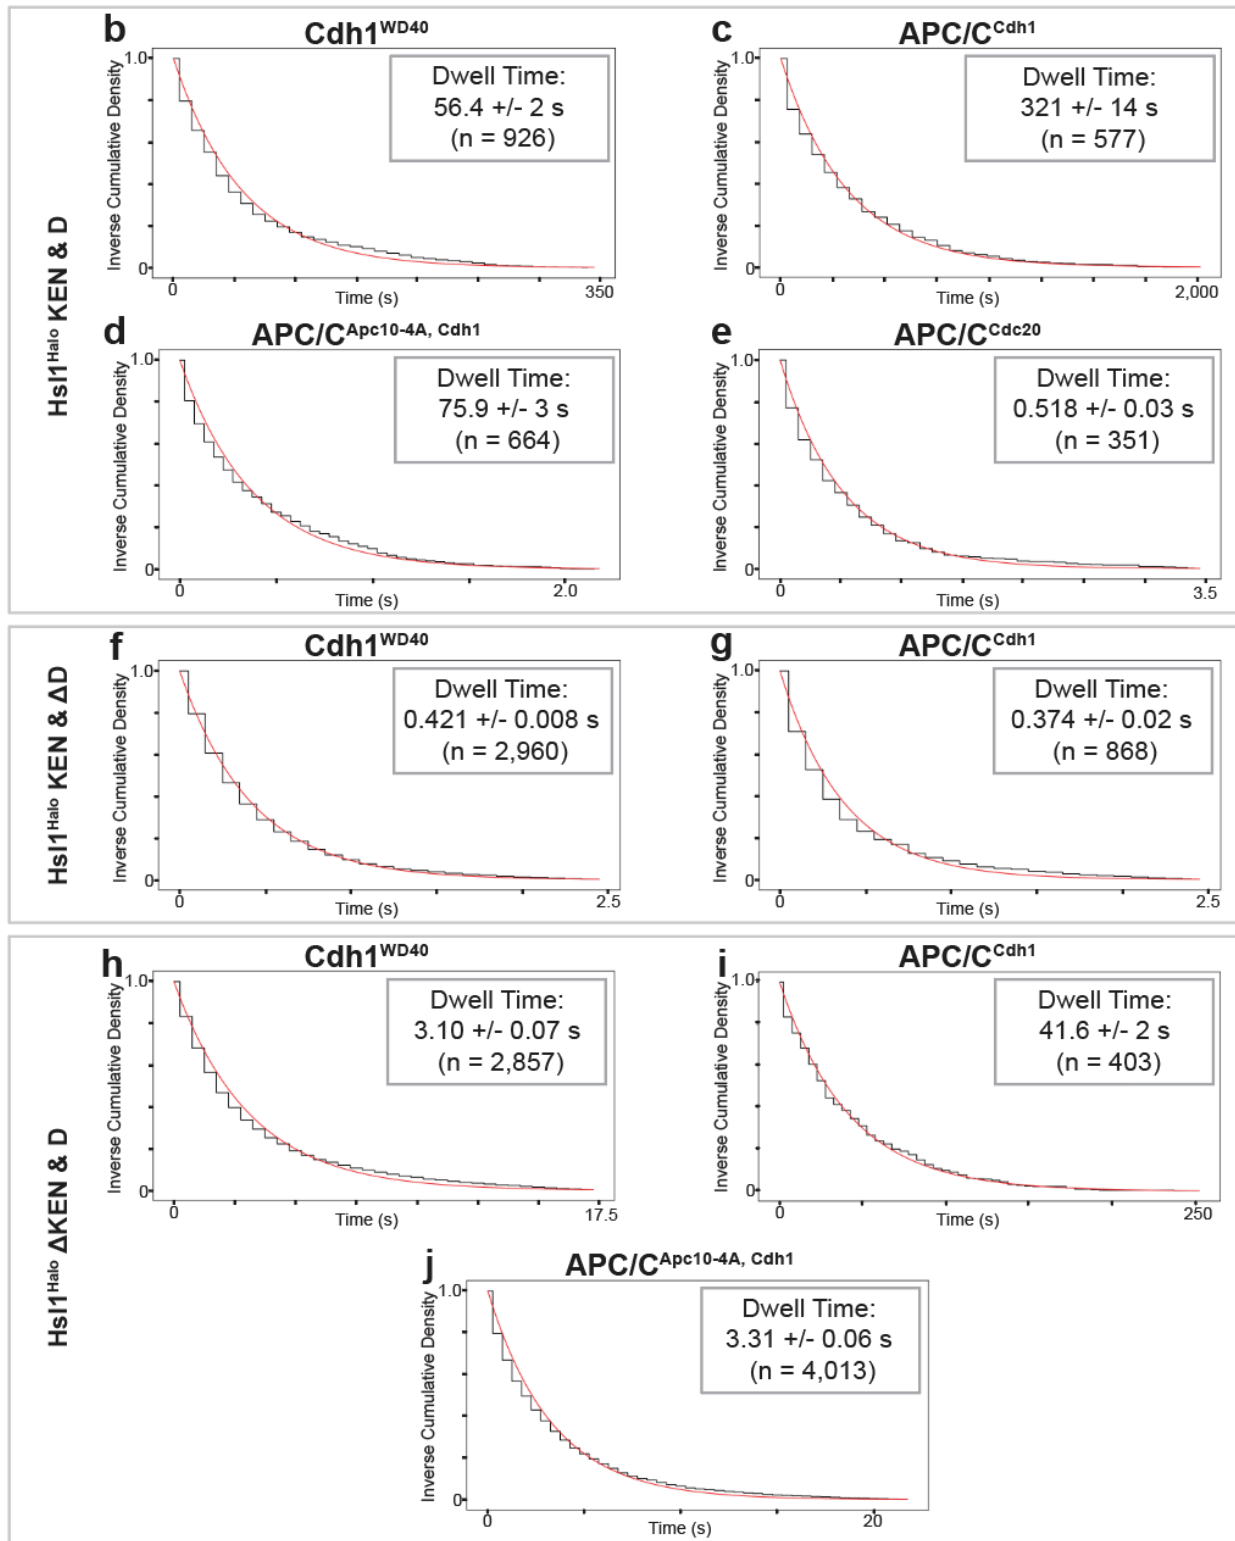 Hsl1Halo KEN & D
b
Cdh1WD40
Inverse Cumulative Density
1.0
0
Dwell Time:
56.4 +/- 2 s
(n = 926)
0
Time (s)
350
c
APC/CCdh1
Inverse Cumulative Density
1.0
0
Dwell Time:
321 +/- 14 s
(n = 577)
0
Time (s)
2,000
d
APC/CApc10-4A, Cdh1
Inverse Cumulative Density
1.0
0
Dwell Time:
75.9 +/- 3 s
(n = 664)
0
Time (s)
2.0
e
APC/CCdc20
Inverse Cumulative Density
1.0
0
Dwell Time:
0.518 +/- 0.03 s
(n = 351)
0
Time (s)
3.5
Hsl1Halo KEN & ΔD
f
Cdh1WD40
Inverse Cumulative Density
1.0
0
Dwell Time:
0.421 +/- 0.008 s
(n = 2,960)
0
Time (s)
2.5
g
APC/CCdh1
Inverse Cumulative Density
1.0
0
Dwell Time:
0.374 +/- 0.02 s
(n = 868)
0
Time (s)
2.5
Hsl1Halo ΔKEN & D
h
Cdh1WD40
Inverse Cumulative Density
1.0
0
Dwell Time:
3.10 +/- 0.07 s
(n = 2,857)
0
Time (s)
17.5
i
APC/CCdh1
Inverse Cumulative Density
1.0
0
Dwell Time:
41.6 +/- 2 s
(n = 403)
0
Time (s)
250
j
APC/CApc10-4A, Cdh1
Inverse Cumulative Density
1.0
0
Dwell Time:
3.31 +/- 0.06 s
(n = 4,013)
0
Time (s)
20